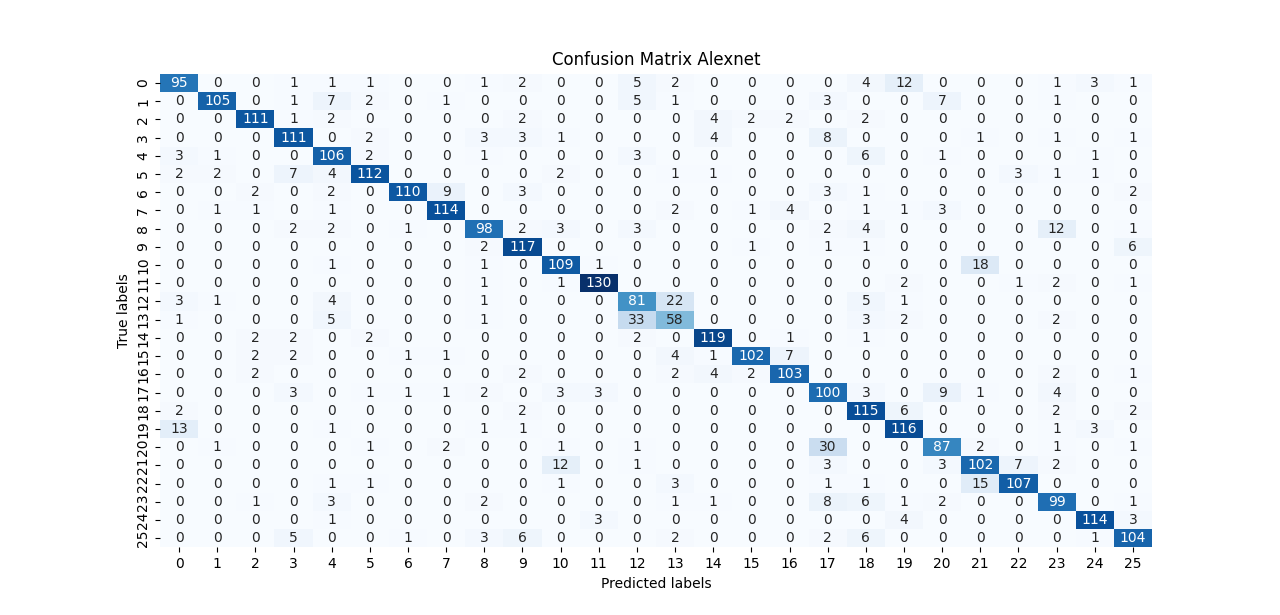 Confusion Matrix Alexnet
True labels
0 95 0 0 1 1 1 0 0 1 2 0 0 5 2 0 0 0 0 4 12 0 0 0 1 3 1
1 0 105 0 1 7 2 0 1 0 0 0 0 5 1 0 0 0 3 0 0 7 0 0 1 0 0
2 0 0 111 1 2 0 0 0 0 2 0 0 0 0 4 2 2 0 2 0 0 0 0 0 0 0
3 0 0 0 111 0 2 0 0 3 3 1 0 0 0 4 0 0 8 0 0 0 1 0 1 0 1
4 3 1 0 0 106 2 0 0 1 0 0 0 3 0 0 0 0 0 6 0 1 0 0 0 1 0
5 2 2 0 7 4 112 0 0 0 0 2 0 0 1 1 0 0 0 0 0 0 0 3 1 1 0
6 0 0 2 0 2 0 110 9 0 3 0 0 0 0 0 0 0 3 1 0 0 0 0 0 0 2
7 0 1 1 0 1 0 0 114 0 0 0 0 0 2 0 1 4 0 1 1 3 0 0 0 0 0
8 0 0 0 2 2 0 1 0 98 2 3 0 3 0 0 0 0 2 4 0 0 0 0 12 0 1
9 0 0 0 0 0 0 0 0 2 117 0 0 0 0 0 1 0 1 1 0 0 0 0 0 0 6
10 0 0 0 0 1 0 0 0 1 0 109 1 0 0 0 0 0 0 0 0 0 18 0 0 0 0
11 0 0 0 0 0 0 0 0 1 0 1 130 0 0 0 0 0 0 0 2 0 0 1 2 0 1
12 3 1 0 0 4 0 0 0 1 0 0 0 81 22 0 0 0 0 5 1 0 0 0 0 0 0
13 1 0 0 0 5 0 0 0 1 0 0 0 33 58 0 0 0 0 3 2 0 0 0 2 0 0
14 0 0 2 2 0 2 0 0 0 0 0 0 2 0 119 0 1 0 1 0 0 0 0 0 0 0
15 0 0 2 2 0 0 1 1 0 0 0 0 0 4 1 102 7 0 0 0 0 0 0 0 0 0
16 0 0 2 0 0 0 0 0 0 2 0 0 0 2 4 2 103 0 0 0 0 0 0 2 0 1
17 0 0 0 3 0 1 1 1 2 0 3 3 0 0 0 0 0 100 3 0 9 1 0 4 0 0
18 2 0 0 0 0 0 0 0 0 2 0 0 0 0 0 0 0 0 115 6 0 0 0 2 0 2
19 13 0 0 0 1 0 0 0 1 1 0 0 0 0 0 0 0 0 0 116 0 0 0 1 3 0
20 0 1 0 0 0 1 0 2 0 0 1 0 1 0 0 0 0 30 0 0 87 2 0 1 0 1
21 0 0 0 0 0 0 0 0 0 0 12 0 1 0 0 0 0 3 0 0 3 102 7 2 0 0
22 0 0 0 0 1 1 0 0 0 0 1 0 0 3 0 0 0 1 1 0 0 15 107 0 0 0
23 0 0 1 0 3 0 0 0 2 0 0 0 0 1 1 0 0 8 6 1 2 0 0 99 0 1
24 0 0 0 0 1 0 0 0 0 0 0 3 0 0 0 0 0 0 0 4 0 0 0 0 114 3
25 0 0 0 5 0 0 1 0 3 6 0 0 0 2 0 0 0 2 6 0 0 0 0 0 1 104
0 1 2 3 4 5 6 7 8 9 10 11 12 13 14 15 16 17 18 19 20 21 22 23 24 25
Predicted labels